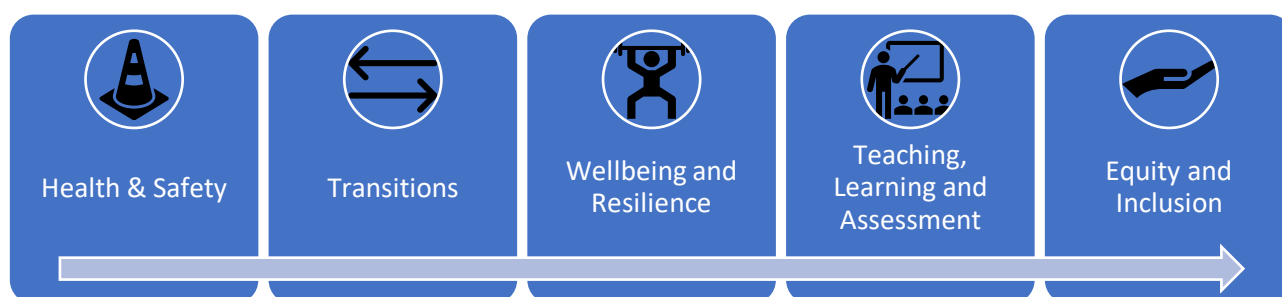 Health & Safety
Transitions
Wellbeing and
Resilience
Teaching,
Learning and
Assessment
Equity and
Inclusion